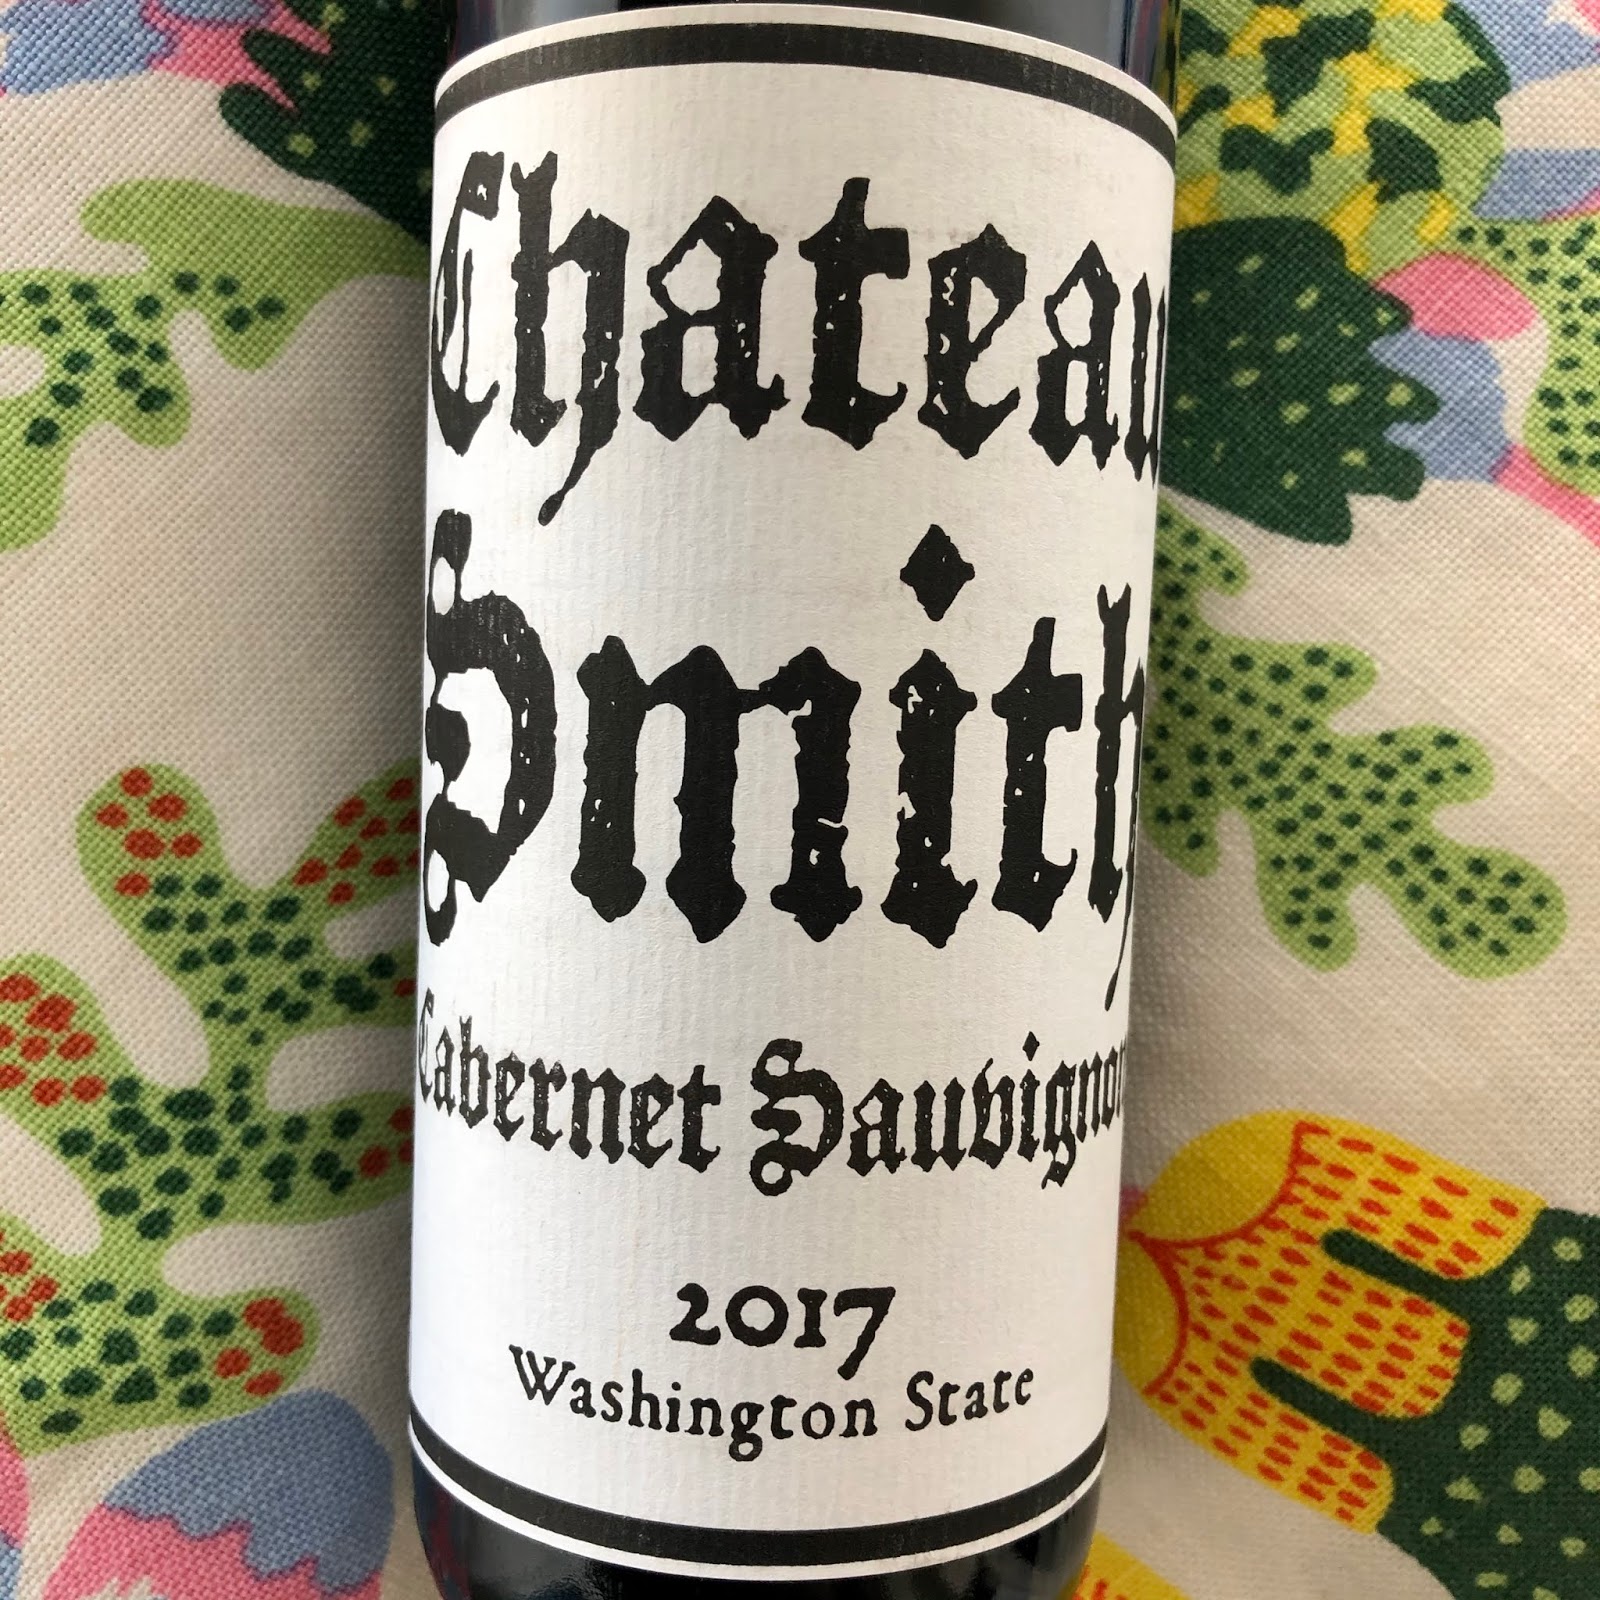 Chateau
Smith
Cabernet Sauvignon
2017
Washington State